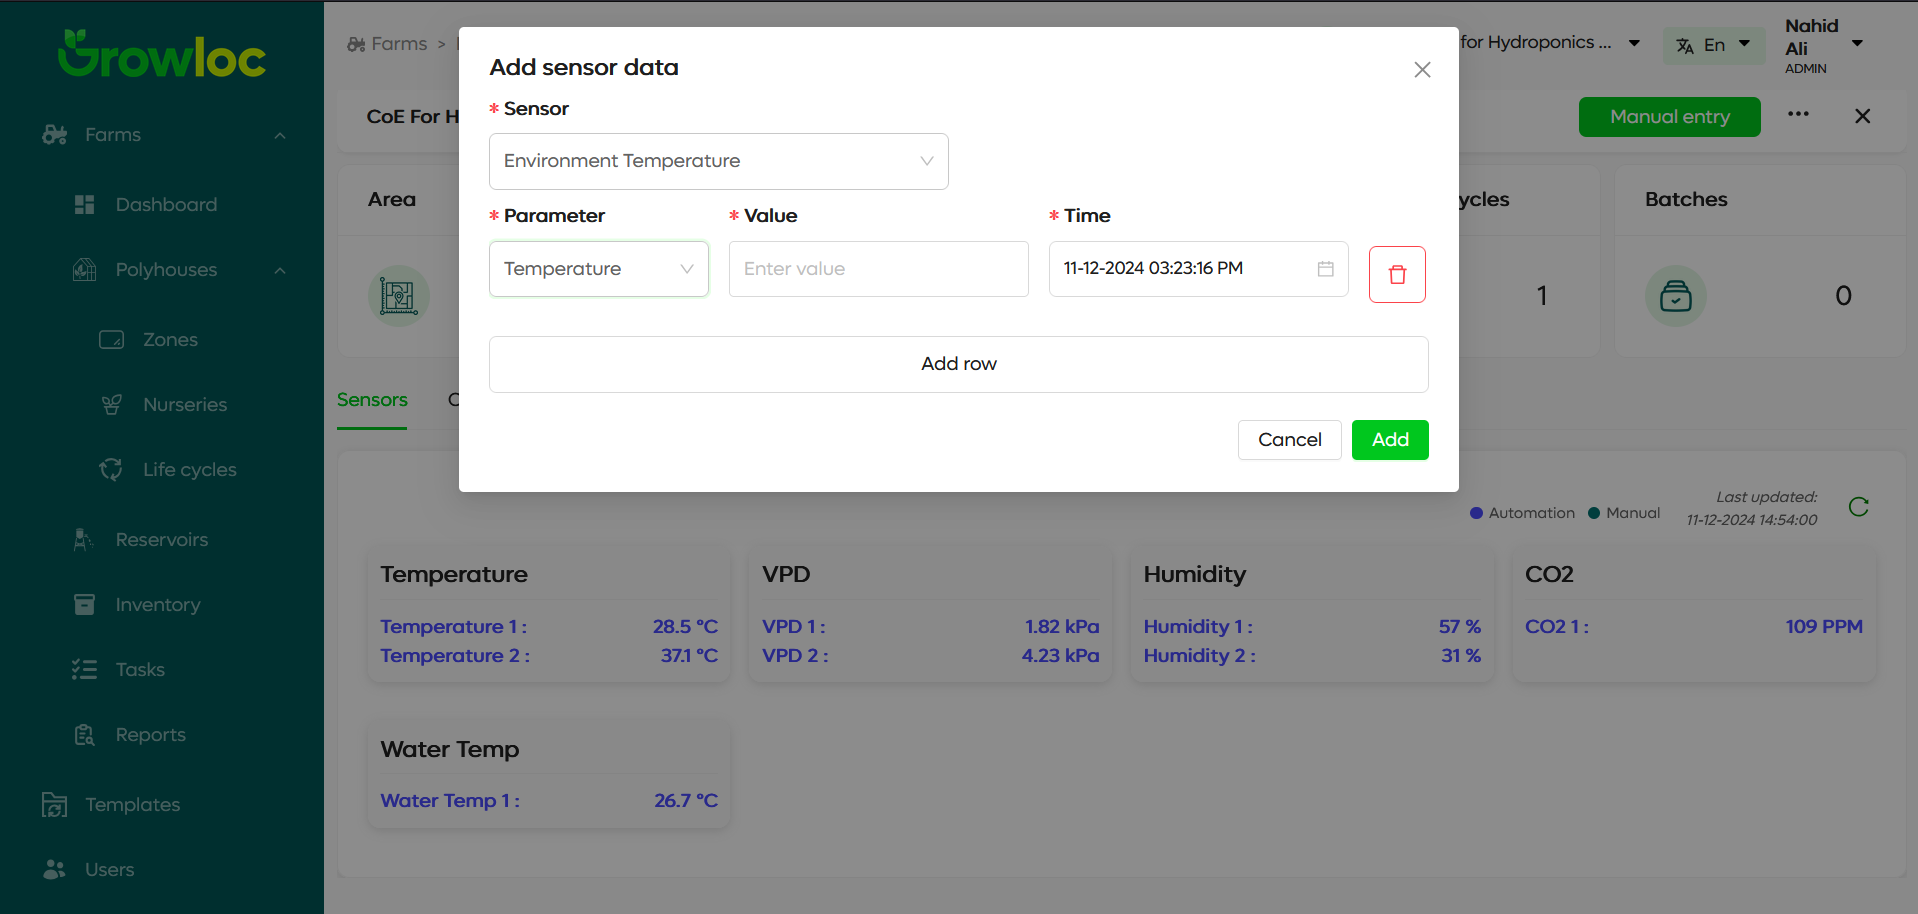 Growloc
Farms
Dashboard
Polyhouses
Zones
Nurseries
Life cycles
Reservoirs
Inventory
Tasks
Reports
Templates
Users
Farms >
for Hydroponics ...
En
Nahid
Ali
ADMIN
CoE For H
Manual entry
Add sensor data
* Sensor
Environment Temperature
* Parameter * Value * Time
Temperature Enter value 11-12-2024 03:23:16 PM
Add row
Cancel Add
Area
ycles
1
Batches
0
Sensors
Automation Manual
Last updated:
11-12-2024 14:54:00
Temperature
Temperature 1 : 28.5 °C
Temperature 2 : 37.1 °C
VPD
VPD 1 : 1.82 kPa
VPD 2 : 4.23 kPa
Humidity
Humidity 1 : 57 %
Humidity 2 : 31 %
CO2
CO2 1 : 109 PPM
Water Temp
Water Temp 1 : 26.7 °C